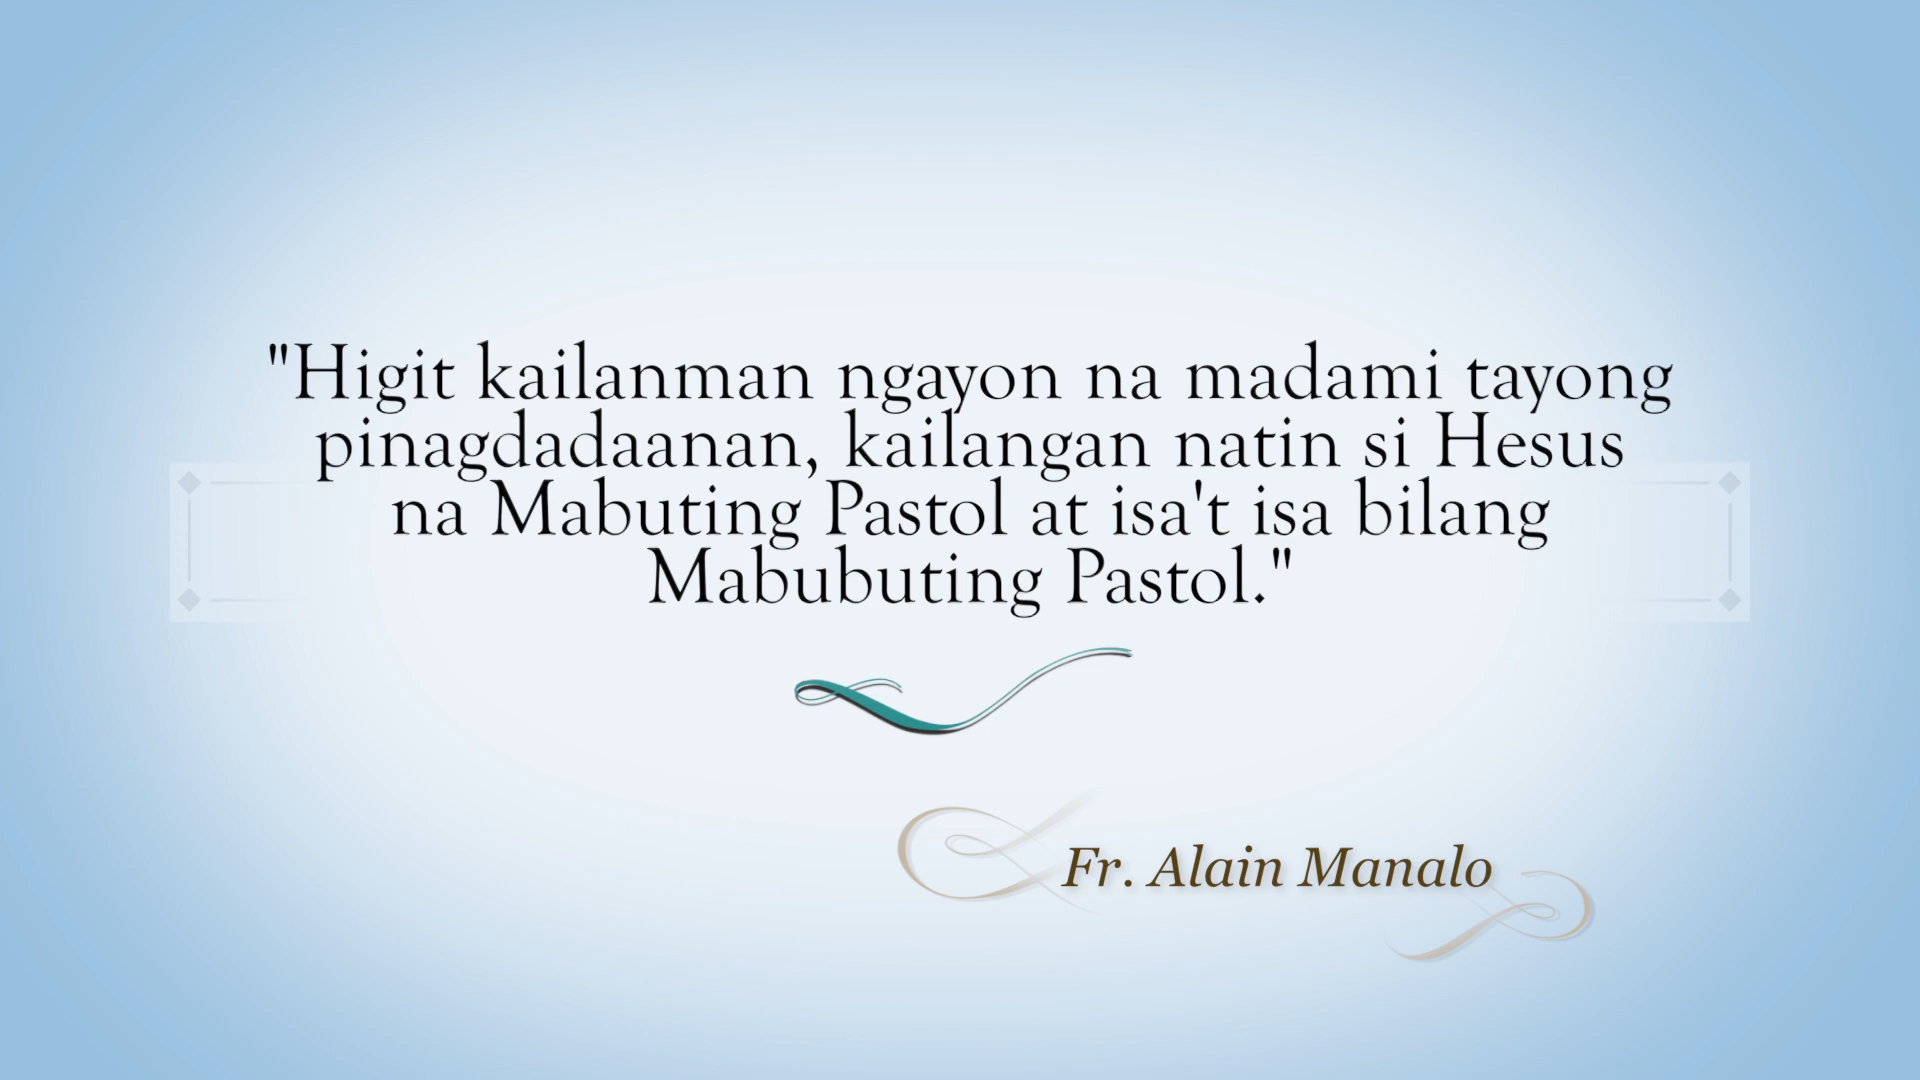 "Higit kailanman ngayon na madami tayong
pinagdadaanan, kailangan natin si Hesus
na Mabuting Pastol at isa't isa bilang
Mabubuting Pastol."
Fr. Alain Manalo